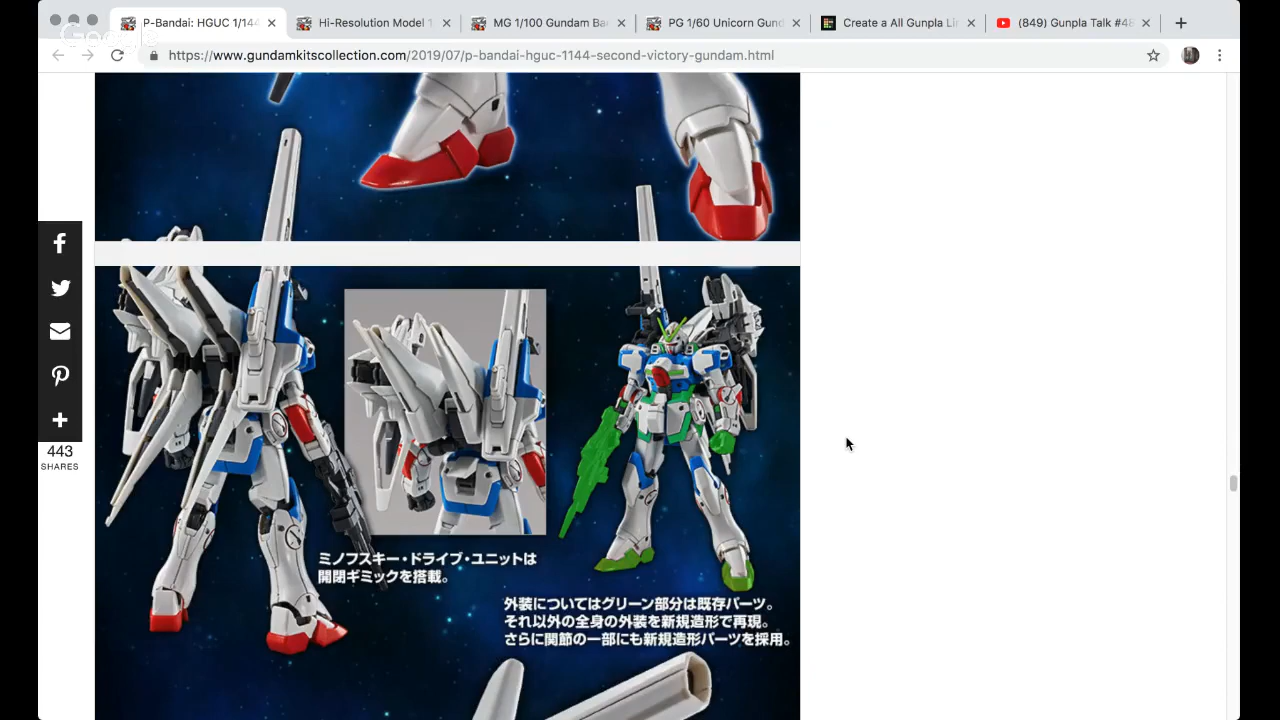 P-Bandai: HGUC 1/144
Hi-Resolution Model 1
MG 1/100 Gundam Ba
PG 1/60 Unicorn Gund
Create a All Gunpla Lin
(849) Gunpla Talk #48
Google
https://www.gundamkitscollection.com/2019/07/p-bandai-hguc-1144-second-victory-gundam.html
443
SHARES
ミノフスキー・ドライブ・ユニットは
開閉ギミックを搭載。
外装についてはグリーン部分は既存パーツ。
それ以外の全身の外装を新規造形で再現。
さらに関節の一部にも新規造形パーツを採用。